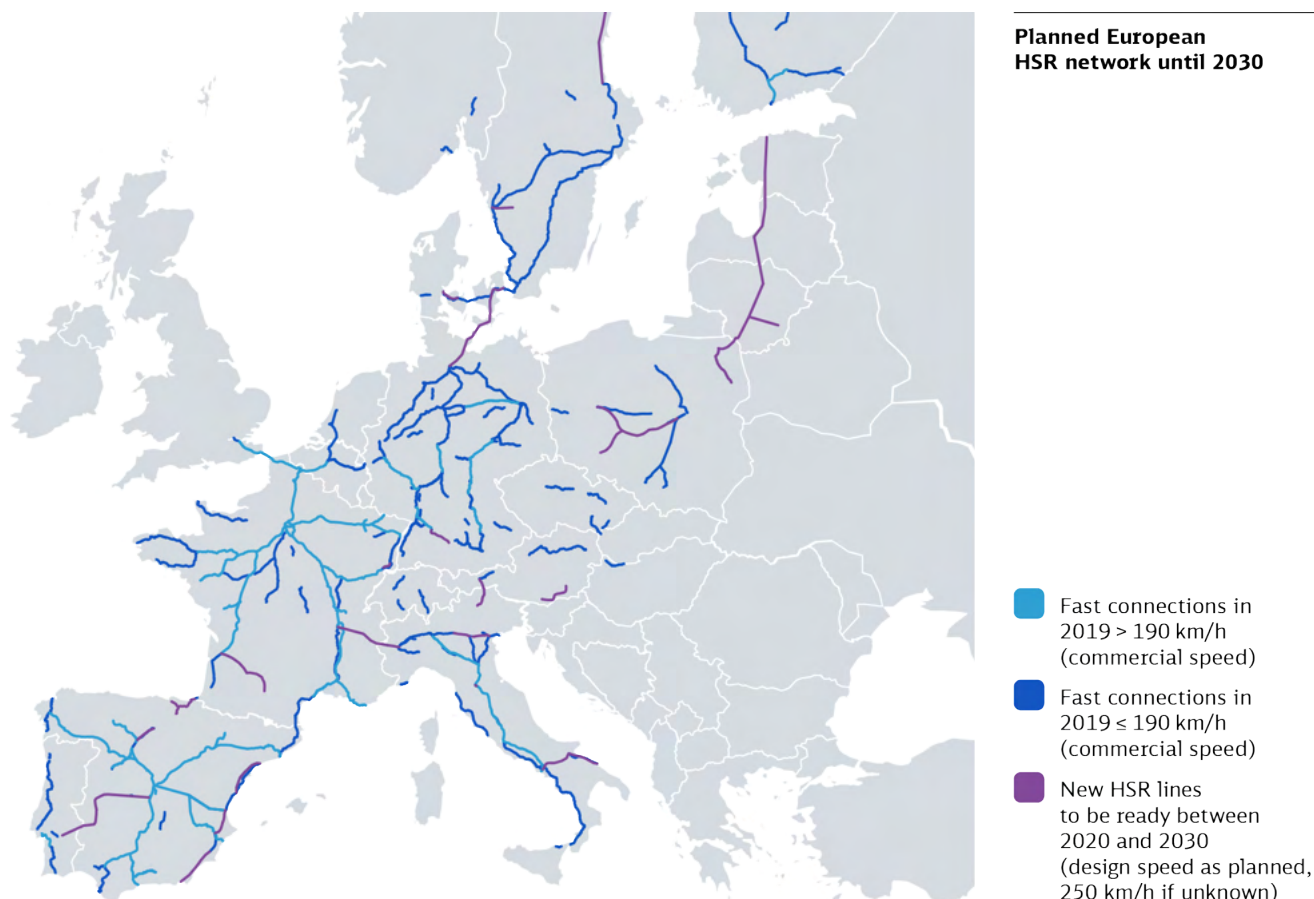 Planned European
HSR network until 2030
Fast connections in
2019 > 190 km/h
(commercial speed)
Fast connections in
2019 ≤ 190 km/h
(commercial speed)
New HSR lines
to be ready between
2020 and 2030
(design speed as planned,
250 km/h if unknown)